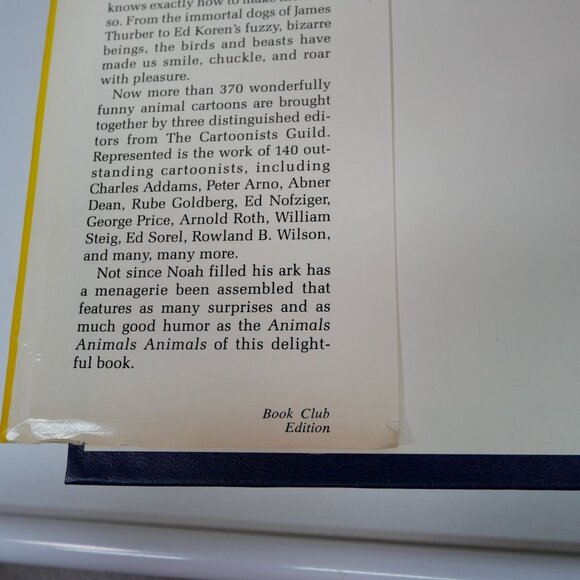 knows exactly how to make
so. From the immortal dogs of James
Thurber to Ed Koren's fuzzy, bizarre
beings, the birds and beasts have
made us smile, chuckle, and roar
with pleasure.
Now more than 370 wonderfully
funny animal cartoons are brought
together by three distinguished edi-
tors from The Cartoonists Guild.
Represented is the work of 140 out-
standing cartoonists, including
Charles Addams, Peter Arno, Abner
Dean, Rube Goldberg, Ed Nofziger,
George Price, Arnold Roth, William
Steig, Ed Sorel, Rowland B. Wilson,
and many, many more.
Not since Noah filled his ark has
a menagerie been assembled that
features as many surprises and as
much good humor as the Animals
Animals Animals of this delight-
ful book.
Book Club
Edition